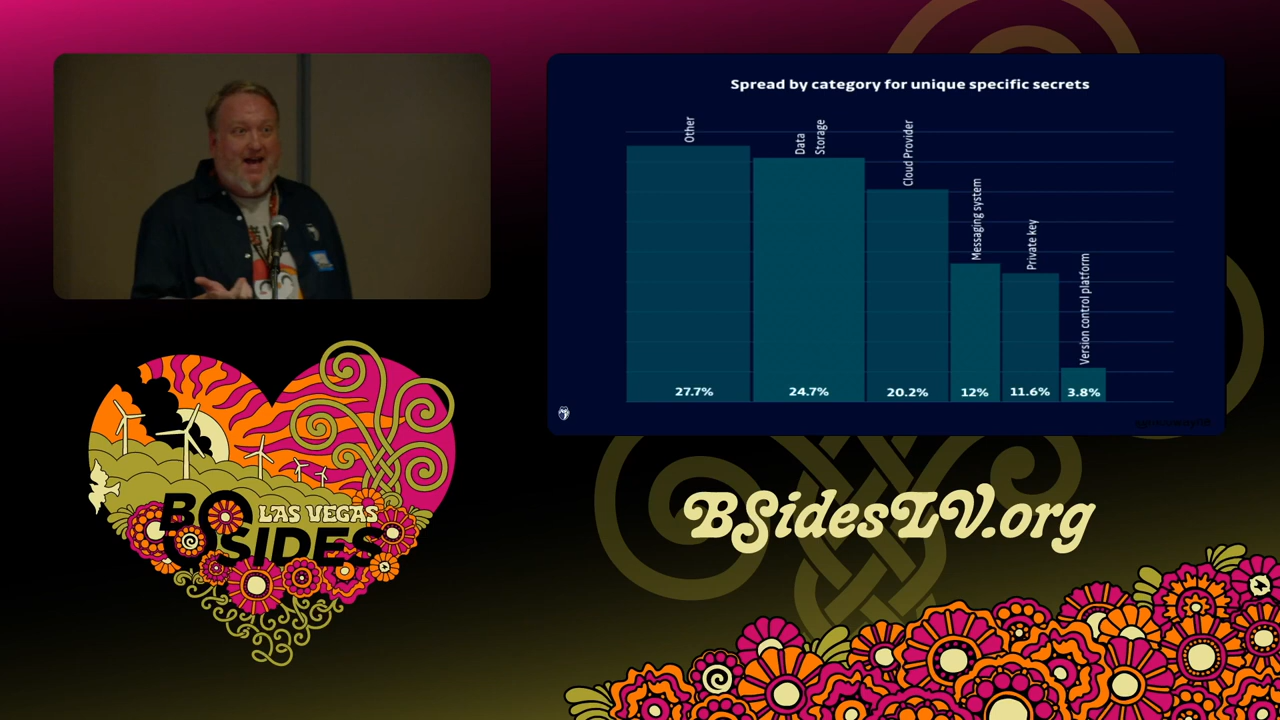 Spread by category for unique specific secrets
Other
Data
Storage
Cloud Provider
Messaging system
Private key
Version control platform
27.7%
24.7%
20.2%
12%
11.6%
3.8%
BSidesLV.org
LAS VEGAS
BSIDES